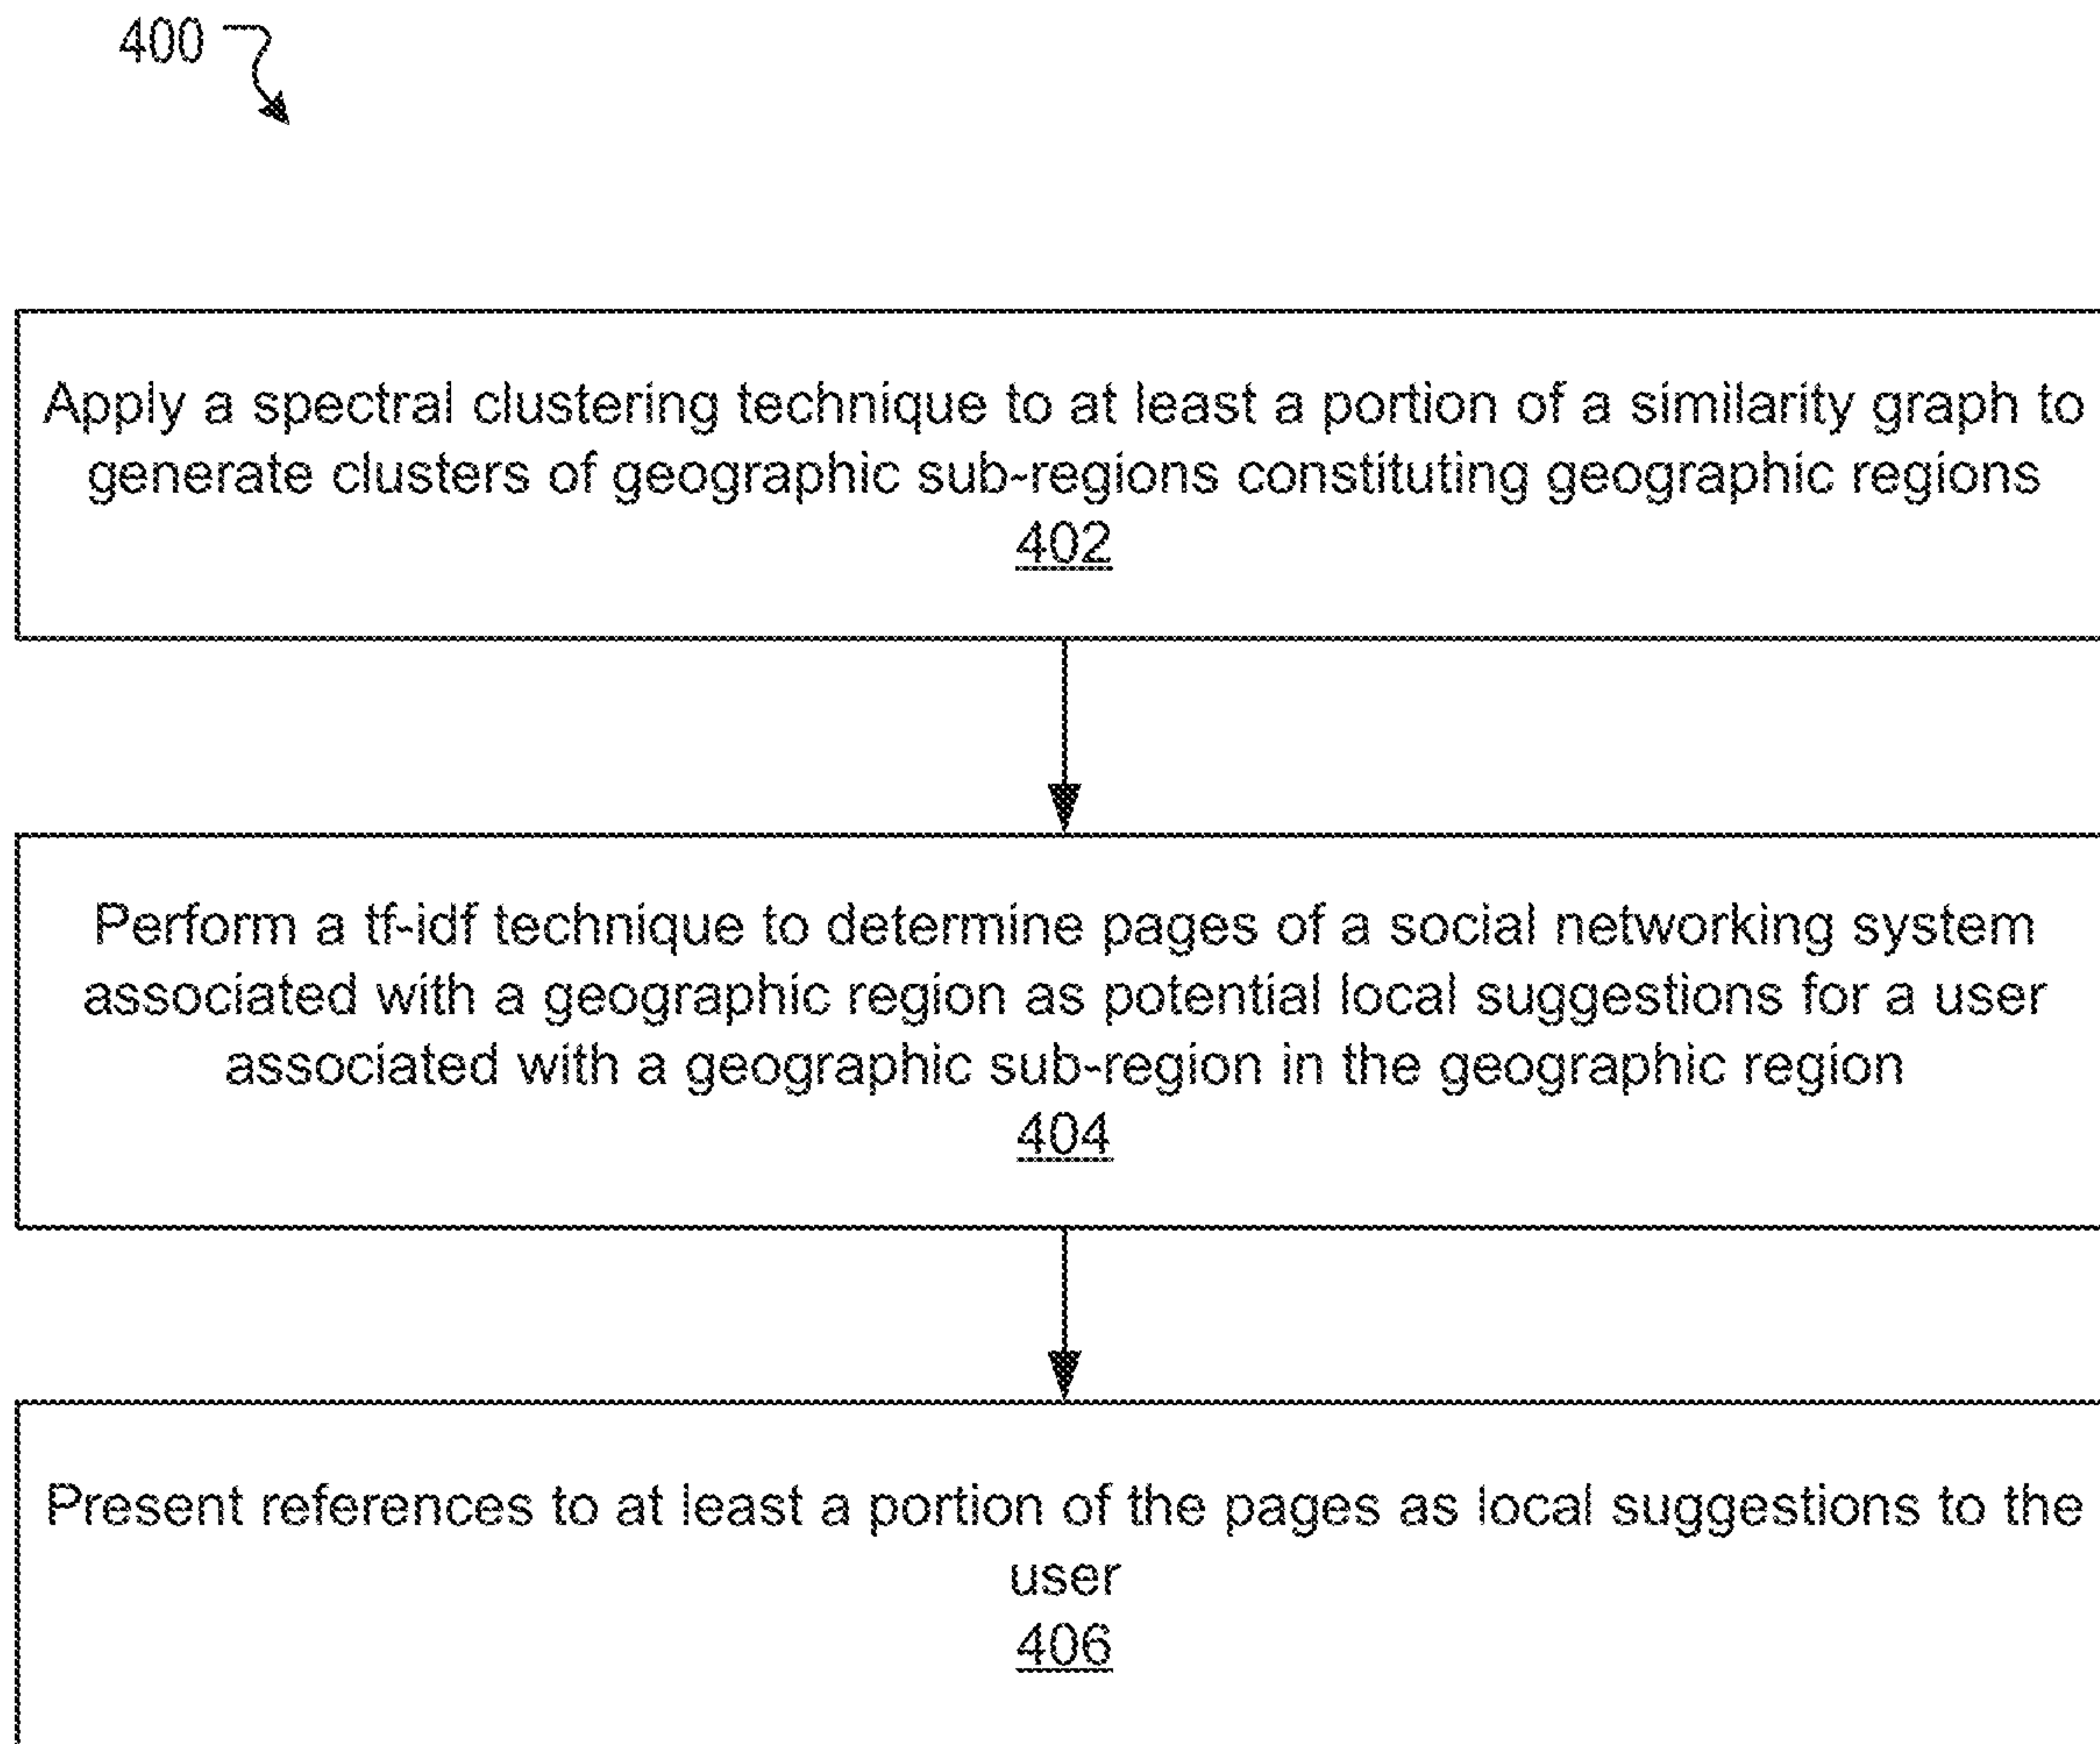 400
Apply a spectral clustering technique to at least a portion of a similarity graph to
generate clusters of geographic sub-regions constituting geographic regions
402
Perform a tf-idf technique to determine pages of a social networking system
associated with a geographic region as potential local suggestions for a user
associated with a geographic sub-region in the geographic region
404
Present references to at least a portion of the pages as local suggestions to the
user
406